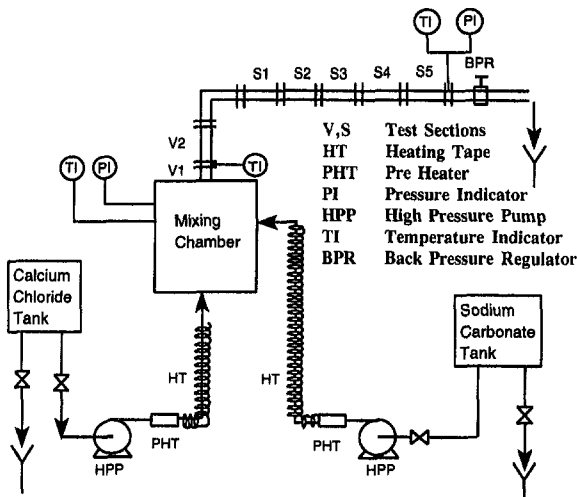 TI
PI
BPR
S1
S2
S3
S4
S5
V2
V1
TI
TI
PI
V,S Test Sections
HT Heating Tape
PHT Pre Heater
PI Pressure Indicator
HPP High Pressure Pump
TI Temperature Indicator
BPR Back Pressure Regulator
Mixing
Chamber
Calcium
Chloride
Tank
Sodium
Carbonate
Tank
HT
HT
PHT
PHT
HPP
HPP